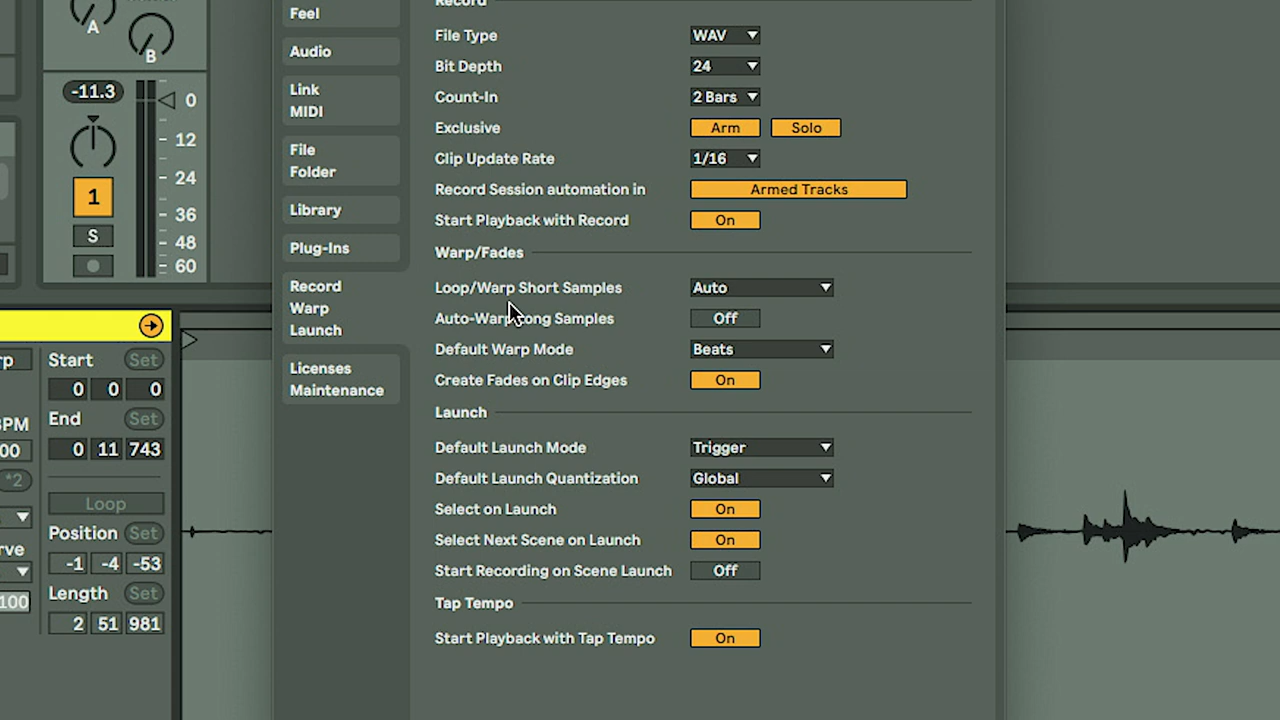 A
B
-11.3
0
12
24
36
48
60
1
S
Start
Set
0
0
0
End
Set
0
11
743
*2
Loop
Position
Set
-1
-4
-53
Length
Set
100
2
51
981
Feel
Audio
Link
MIDI
File
Folder
Library
Plug-Ins
Record
Warp
Launch
Licenses
Maintenance
Record
File Type
WAV
Bit Depth
24
Count-In
2 Bars
Exclusive
Arm
Solo
Clip Update Rate
1/16
Record Session automation in
Armed Tracks
Start Playback with Record
On
Warp/Fades
Loop/Warp Short Samples
Auto
Auto-Warp Long Samples
Off
Default Warp Mode
Beats
Create Fades on Clip Edges
On
Launch
Default Launch Mode
Trigger
Default Launch Quantization
Global
Select on Launch
On
Select Next Scene on Launch
On
Start Recording on Scene Launch
Off
Tap Tempo
Start Playback with Tap Tempo
On